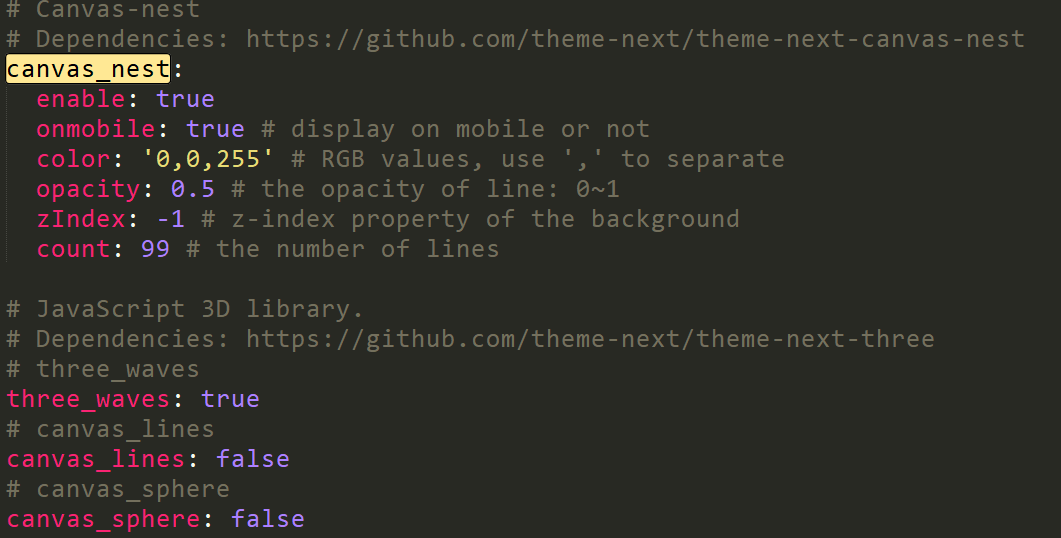 # Canvas-nest
# Dependencies: https://github.com/theme-next/theme-next-canvas-nest
canvas_nest:
  enable: true
  onmobile: true # display on mobile or not
  color: '0,0,255' # RGB values, use ',' to separate
  opacity: 0.5 # the opacity of line: 0~1
  zIndex: -1 # z-index property of the background
  count: 99 # the number of lines
# JavaScript 3D library.
# Dependencies: https://github.com/theme-next/theme-next-three
# three_waves
three_waves: true
# canvas_lines
canvas_lines: false
# canvas_sphere
canvas_sphere: false